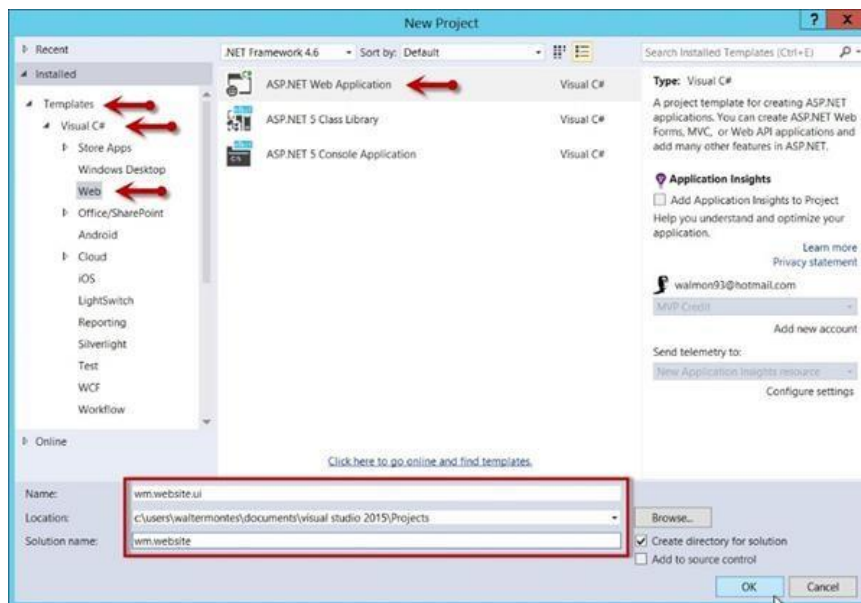 New Project
? X
Recent
.NET Framework 4.6 Sort by: Default
Search Installed Templates (Ctrl+E)
Installed
Templates
Visual C#
Store Apps
Windows Desktop
Web
Office/SharePoint
Android
Cloud
iOS
LightSwitch
Reporting
Silverlight
Test
WCF
Workflow
Online
ASP.NET Web Application Visual C#
ASP.NET 5 Class Library Visual C#
ASP.NET 5 Console Application Visual C#
Click here to go online and find templates.
Type: Visual C#
A project template for creating ASP.NET
applications. You can create ASP.NET Web
Forms, MVC, or Web API applications and
add many other features in ASP.NET.
Application Insights
Add Application Insights to Project
Help you understand and optimize your
application.
Learn more
Privacy statement
walmon93@hotmail.com
MVP Credit
Add new account
Send telemetry to:
New Application Insights resource
Configure settings
Name: wm.website.ui
Location: c:\users\waltermontes\documents\visual studio 2015\Projects
Browse...
Solution name: wm.website
Create directory for solution
Add to source control
OK Cancel